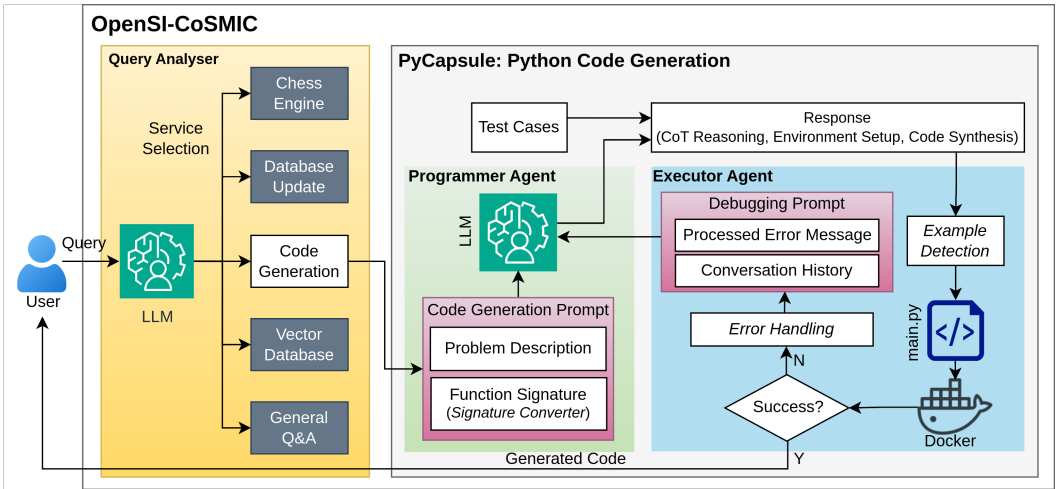 OpenSI-CoSMIC
Query Analyser
Service
Selection
Chess
Engine
Database
Update
Code
Generation
Vector
Database
General
Q&A
Query
User
LLM
PyCapsule: Python Code Generation
Test Cases
Response
(CoT Reasoning, Environment Setup, Code Synthesis)
Programmer Agent
LLM
Code Generation Prompt
Problem Description
Function Signature
(Signature Converter)
Executor Agent
Debugging Prompt
Processed Error Message
Conversation History
Error Handling
N
Success?
Y
Example
Detection
main.py
</>
Docker
Generated Code